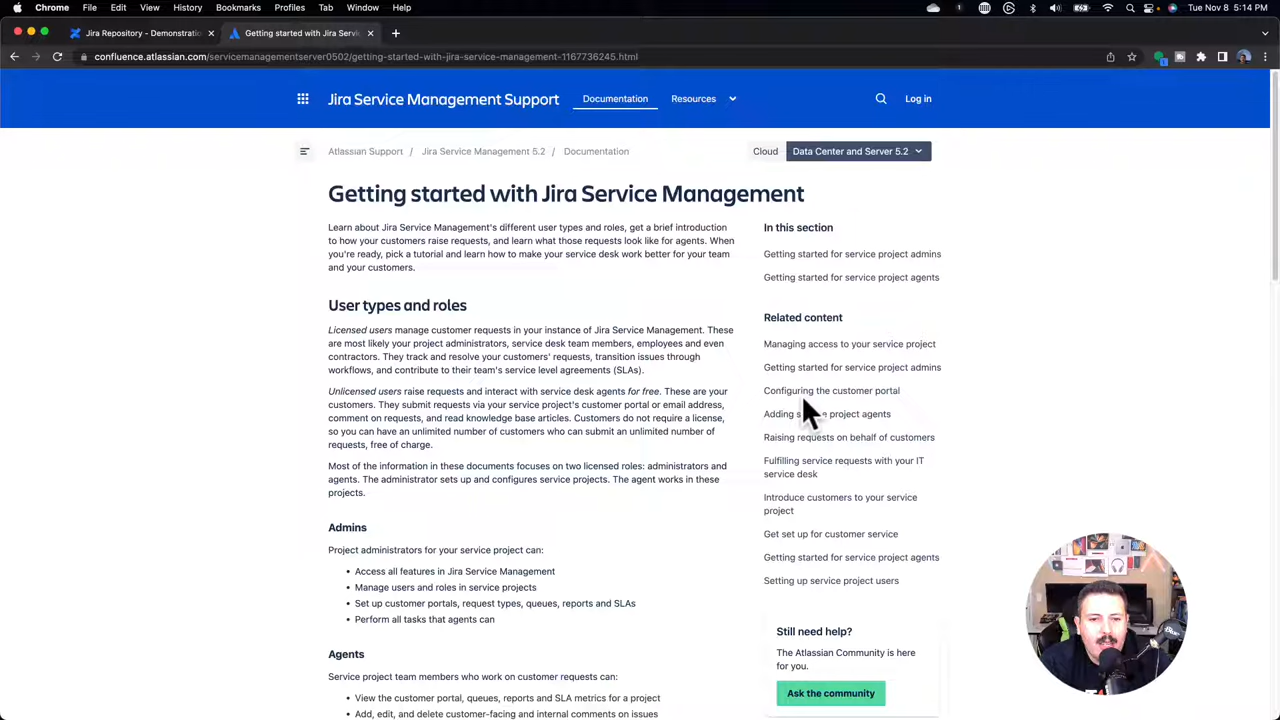 Chrome File Edit View History Bookmarks Profiles Tab Window Help Tue Nov 8 5:14 PM
Jira Repository - Demonstratio
Getting started with Jira Servic
confluence.atlassian.com/servicemanagementserver0502/getting-started-with-jira-service-management-1167736245.html
Jira Service Management Support Documentation Resources Log in
Atlassian Support / Jira Service Management 5.2 / Documentation
Cloud Data Center and Server 5.2
Getting started with Jira Service Management
Learn about Jira Service Management's different user types and roles, get a brief introduction
to how your customers raise requests, and learn what those requests look like for agents. When
you're ready, pick a tutorial and learn how to make your service desk work better for your team
and your customers.
User types and roles
Licensed users manage customer requests in your instance of Jira Service Management. These
are most likely your project administrators, service desk team members, employees and even
contractors. They track and resolve your customers' requests, transition issues through
workflows, and contribute to their team's service level agreements (SLAs).
Unlicensed users raise requests and interact with service desk agents for free. These are your
customers. They submit requests via your service project's customer portal or email address,
comment on requests, and read knowledge base articles. Customers do not require a license,
so you can have an unlimited number of customers who can submit an unlimited number of
requests, free of charge.
Most of the information in these documents focuses on two licensed roles: administrators and
agents. The administrator sets up and configures service projects. The agent works in these
projects.
Admins
Project administrators for your service project can:
• Access all features in Jira Service Management
• Manage users and roles in service projects
• Set up customer portals, request types, queues, reports and SLAs
• Perform all tasks that agents can
Agents
Service project team members who work on customer requests can:
• View the customer portal, queues, reports and SLA metrics for a project
• Add, edit, and delete customer-facing and internal comments on issues
In this section
Getting started for service project admins
Getting started for service project agents
Related content
Managing access to your service project
Getting started for service project admins
Configuring the customer portal
Adding project agents
Raising requests on behalf of customers
Fulfilling service requests with your IT
service desk
Introduce customers to your service
project
Get set up for customer service
Getting started for service project agents
Setting up service project users
Still need help?
The Atlassian Community is here
for you.
Ask the community